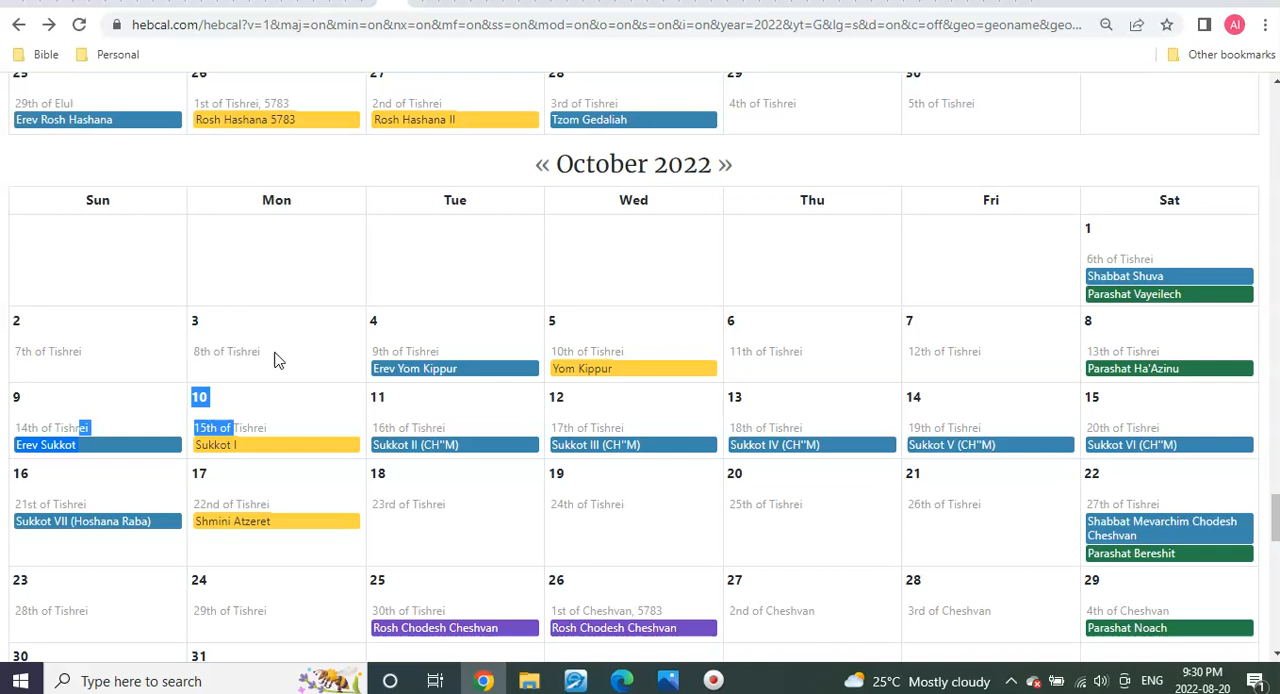 hebcal.com/hebcal?v=1&maj=on&min=on&nx=on&mf=on&ss=on&mod=on&o=on&s=on&i=on&year=2022&yt=G&lg=s&d=on&c=off&geo=geoname&geo...
AI
Bible Personal Other bookmarks
25 26 27 28 29 30
29th of Elul 1st of Tishrei, 5783 2nd of Tishrei 3rd of Tishrei 4th of Tishrei 5th of Tishrei
Erev Rosh Hashana Rosh Hashana 5783 Rosh Hashana II Tzom Gedaliah
« October 2022 »
Sun Mon Tue Wed Thu Fri Sat
1
6th of Tishrei
Shabbat Shuva
Parashat Vayeilech
2 3 4 5 6 7 8
7th of Tishrei 8th of Tishrei 9th of Tishrei 10th of Tishrei 11th of Tishrei 12th of Tishrei 13th of Tishrei
Erev Yom Kippur Yom Kippur Parashat Ha'Azinu
9 10 11 12 13 14 15
14th of Tishrei 15th of Tishrei 16th of Tishrei 17th of Tishrei 18th of Tishrei 19th of Tishrei 20th of Tishrei
Erev Sukkot Sukkot I Sukkot II (CH"M) Sukkot III (CH"M) Sukkot IV (CH"M) Sukkot V (CH"M) Sukkot VI (CH"M)
16 17 18 19 20 21 22
21st of Tishrei 22nd of Tishrei 23rd of Tishrei 24th of Tishrei 25th of Tishrei 26th of Tishrei 27th of Tishrei
Sukkot VII (Hoshana Raba) Shmini Atzeret Shabbat Mevarchim Chodesh
Cheshvan
Parashat Bereshit
23 24 25 26 27 28 29
28th of Tishrei 29th of Tishrei 30th of Tishrei 1st of Cheshvan, 5783 2nd of Cheshvan 3rd of Cheshvan 4th of Cheshvan
Rosh Chodesh Cheshvan Rosh Chodesh Cheshvan Parashat Noach
30 31
Type here to search 25°C Mostly cloudy ENG 9:30 PM
2022-08-20 1